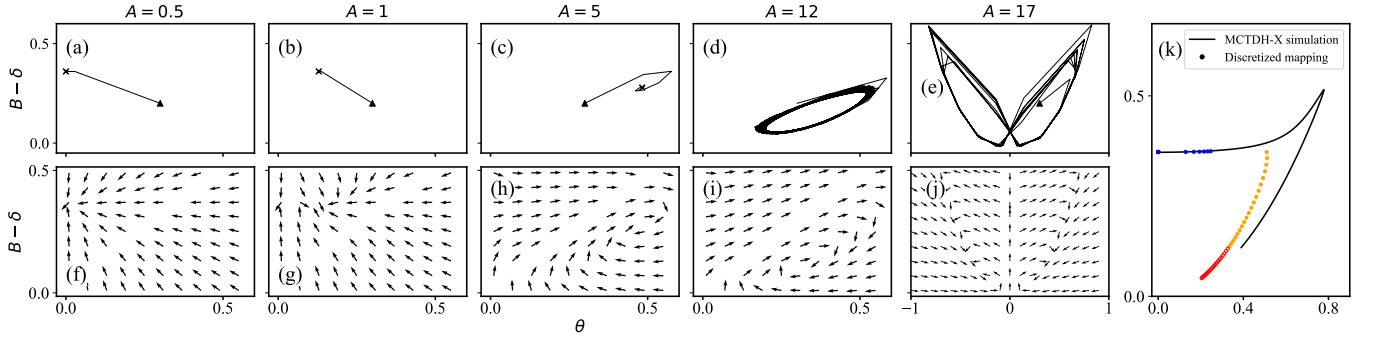 A = 0.5
A = 1
A = 5
A = 12
A = 17
B − δ
0.5
0.0
(a)
(b)
(c)
(d)
(e)
(k)
MCTDH-X simulation
Discretized mapping
0.5
0.0
0.0
0.4
0.8
B − δ
0.5
0.0
(f)
(g)
(h)
(i)
(j)
0.0
0.5
0.0
0.5
0.0
0.5
0.0
0.5
−1
0
1
θ